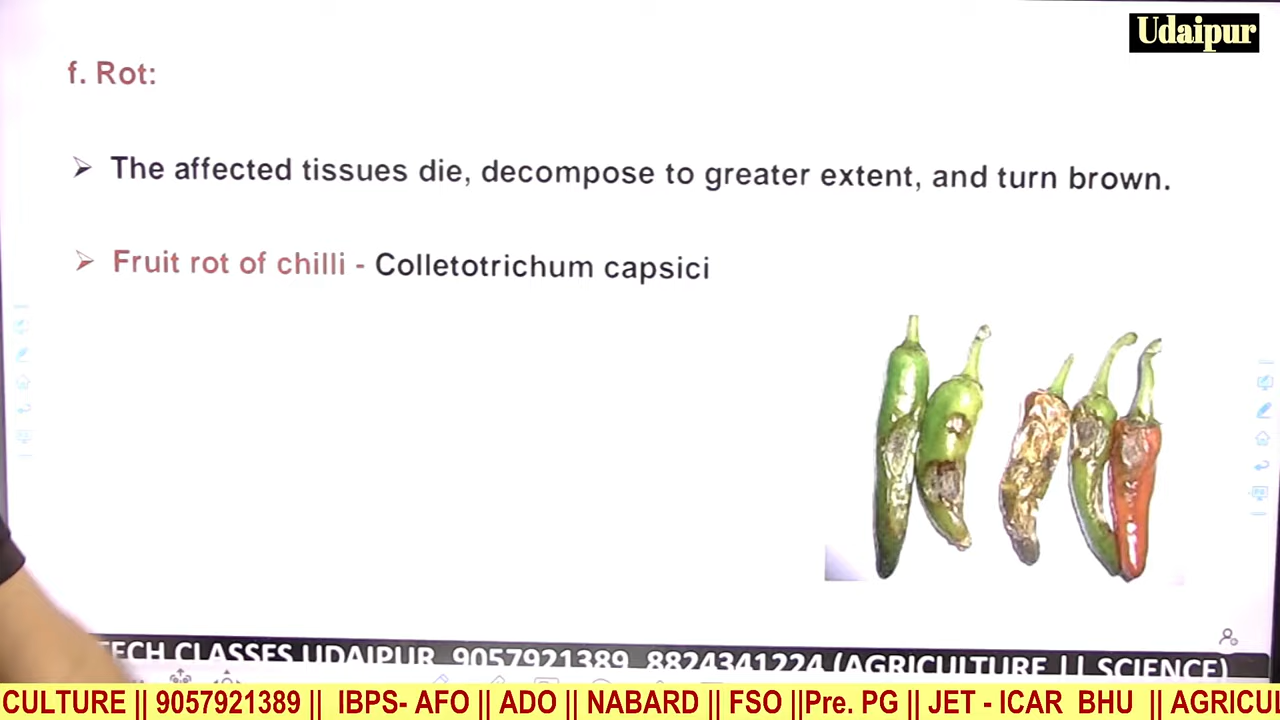 Udaipur
f. Rot:
➢ The affected tissues die, decompose to greater extent, and turn brown.
➢ Fruit rot of chilli - Colletotrichum capsici
TECH CLASSES UDAIPUR 9057921389 8824341224 (AGRICULTURE || SCIENCE)
CULTURE || 9057921389 || IBPS- AFO || ADO || NABARD || FSO ||Pre. PG || JET - ICAR BHU || AGRICU